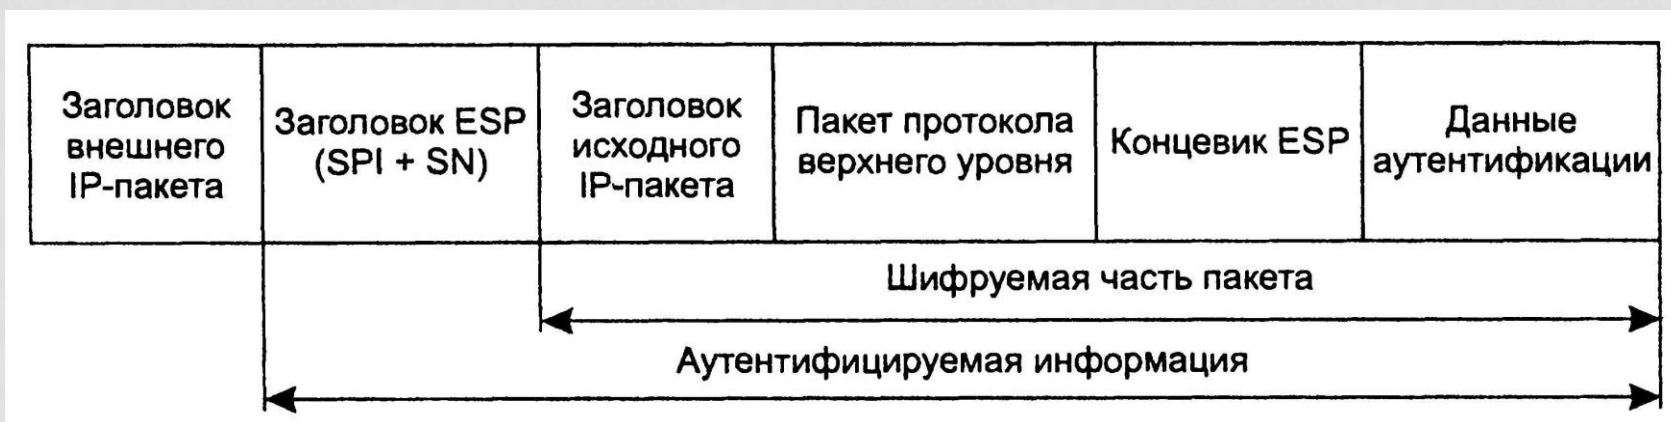 Заголовок
внешнего
IP-пакета
Заголовок ESP
(SPI + SN)
Заголовок
исходного
IP-пакета
Пакет протокола
верхнего уровня
Концевик ESP
Данные
аутентификации
Шифруемая часть пакета
Аутентифицируемая информация